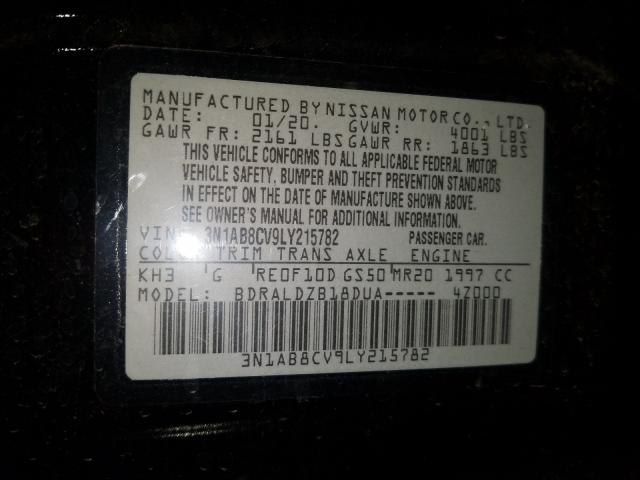 MANUFACTURED BY NISSAN MOTOR CO., LTD.
DATE: 01/20. GVWR: 4001 LBS
GAWR FR: 2161 LBS GAWR RR: 1863 LBS
THIS VEHICLE CONFORMS TO ALL APPLICABLE FEDERAL MOTOR
VEHICLE SAFETY, BUMPER AND THEFT PREVENTION STANDARDS
IN EFFECT ON THE DATE OF MANUFACTURE SHOWN ABOVE.
SEE OWNER'S MANUAL FOR ADDITIONAL INFORMATION.
VIN: 3N1AB8CV9LY215782 PASSENGER CAR.
COLOR TRIM TRANS AXLE ENGINE
KH3 G RE0F10D GS50 MR20 1997 CC
MODEL: BDRALDZB18DUA----- 4Z000
3N1AB8CV9LY215782